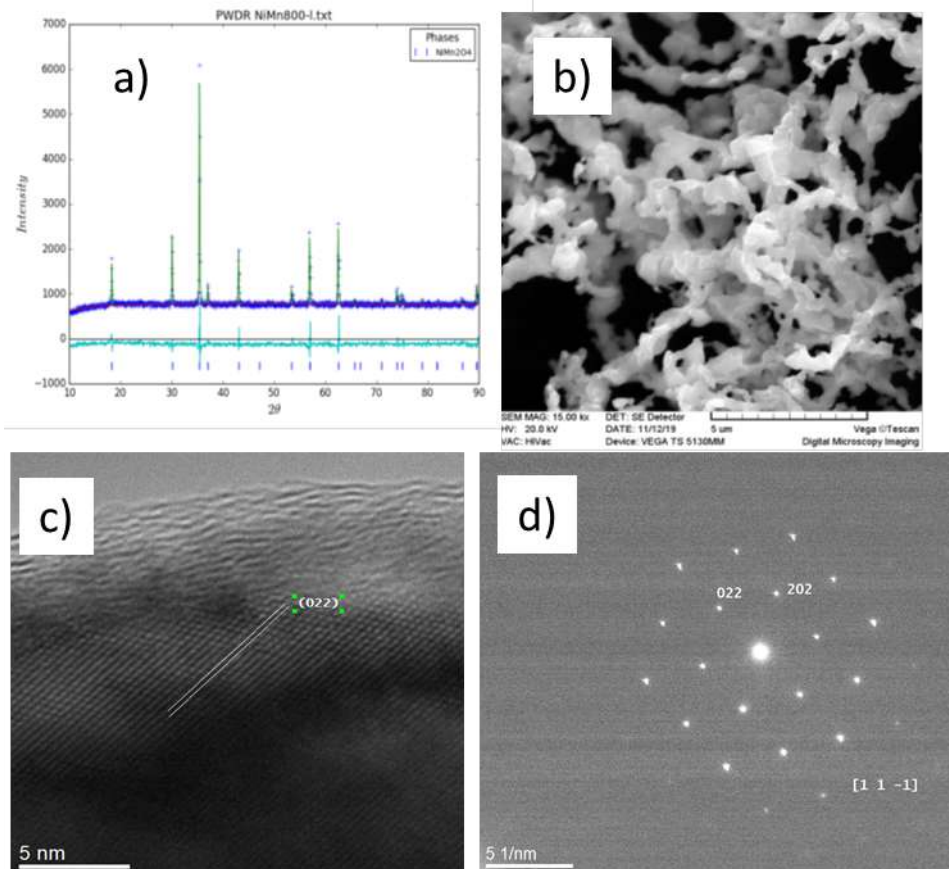 PWDR NiMn800-l.txt
a)
Phases
NiMn2O4
7000
6000
5000
4000
3000
2000
1000
0
−1000
Intensity
10 20 30 40 50 60 70 80 90
2θ
b)
SEM MAG: 15.00 kx DET: SE Detector
HV: 20.0 kV DATE: 11/12/19 5 um Vega ©Tescan
VAC: HiVac Device: VEGA TS 5130MM Digital Microscopy Imaging
c)
(022)
5 nm
d)
022 202
[1 1 -1]
5 1/nm